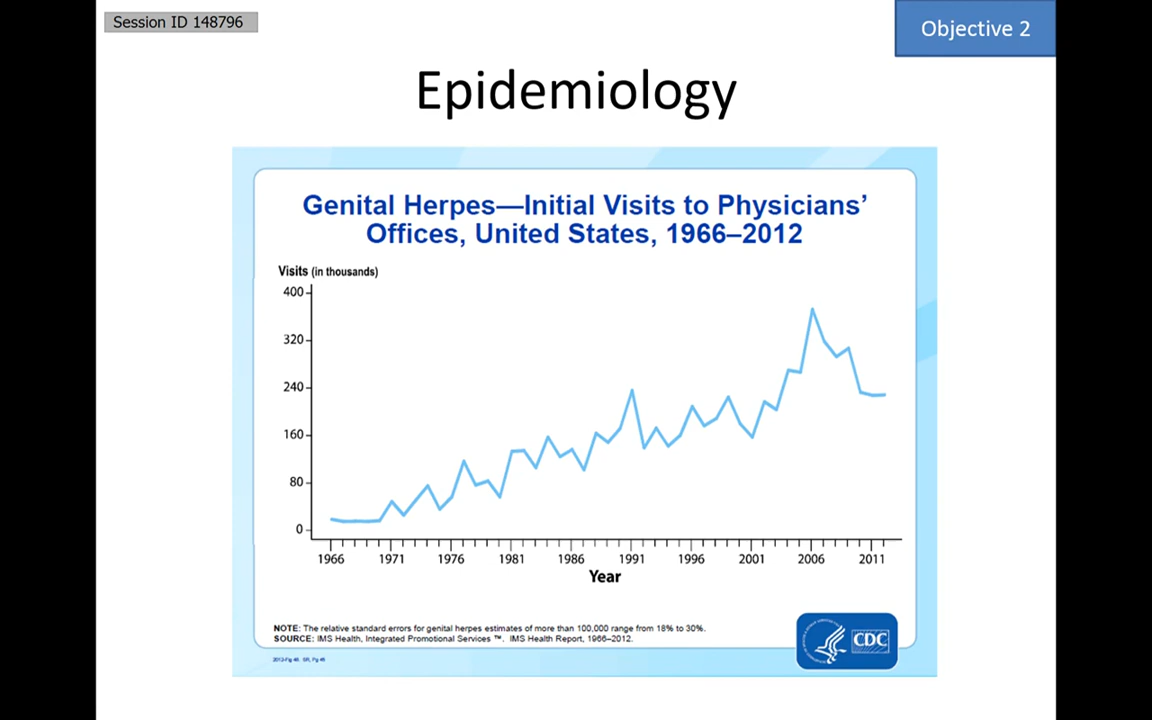 Session ID 148796
Objective 2
Epidemiology
Genital Herpes—Initial Visits to Physicians’
Offices, United States, 1966–2012
Visits (in thousands)
400
320
240
160
80
0
1966 1971 1976 1981 1986 1991 1996 2001 2006 2011
Year
NOTE: The relative standard errors for genital herpes estimates of more than 100,000 range from 18% to 30%.
SOURCE: IMS Health, Integrated Promotional Services ™. IMS Health Report, 1966–2012.
CDC